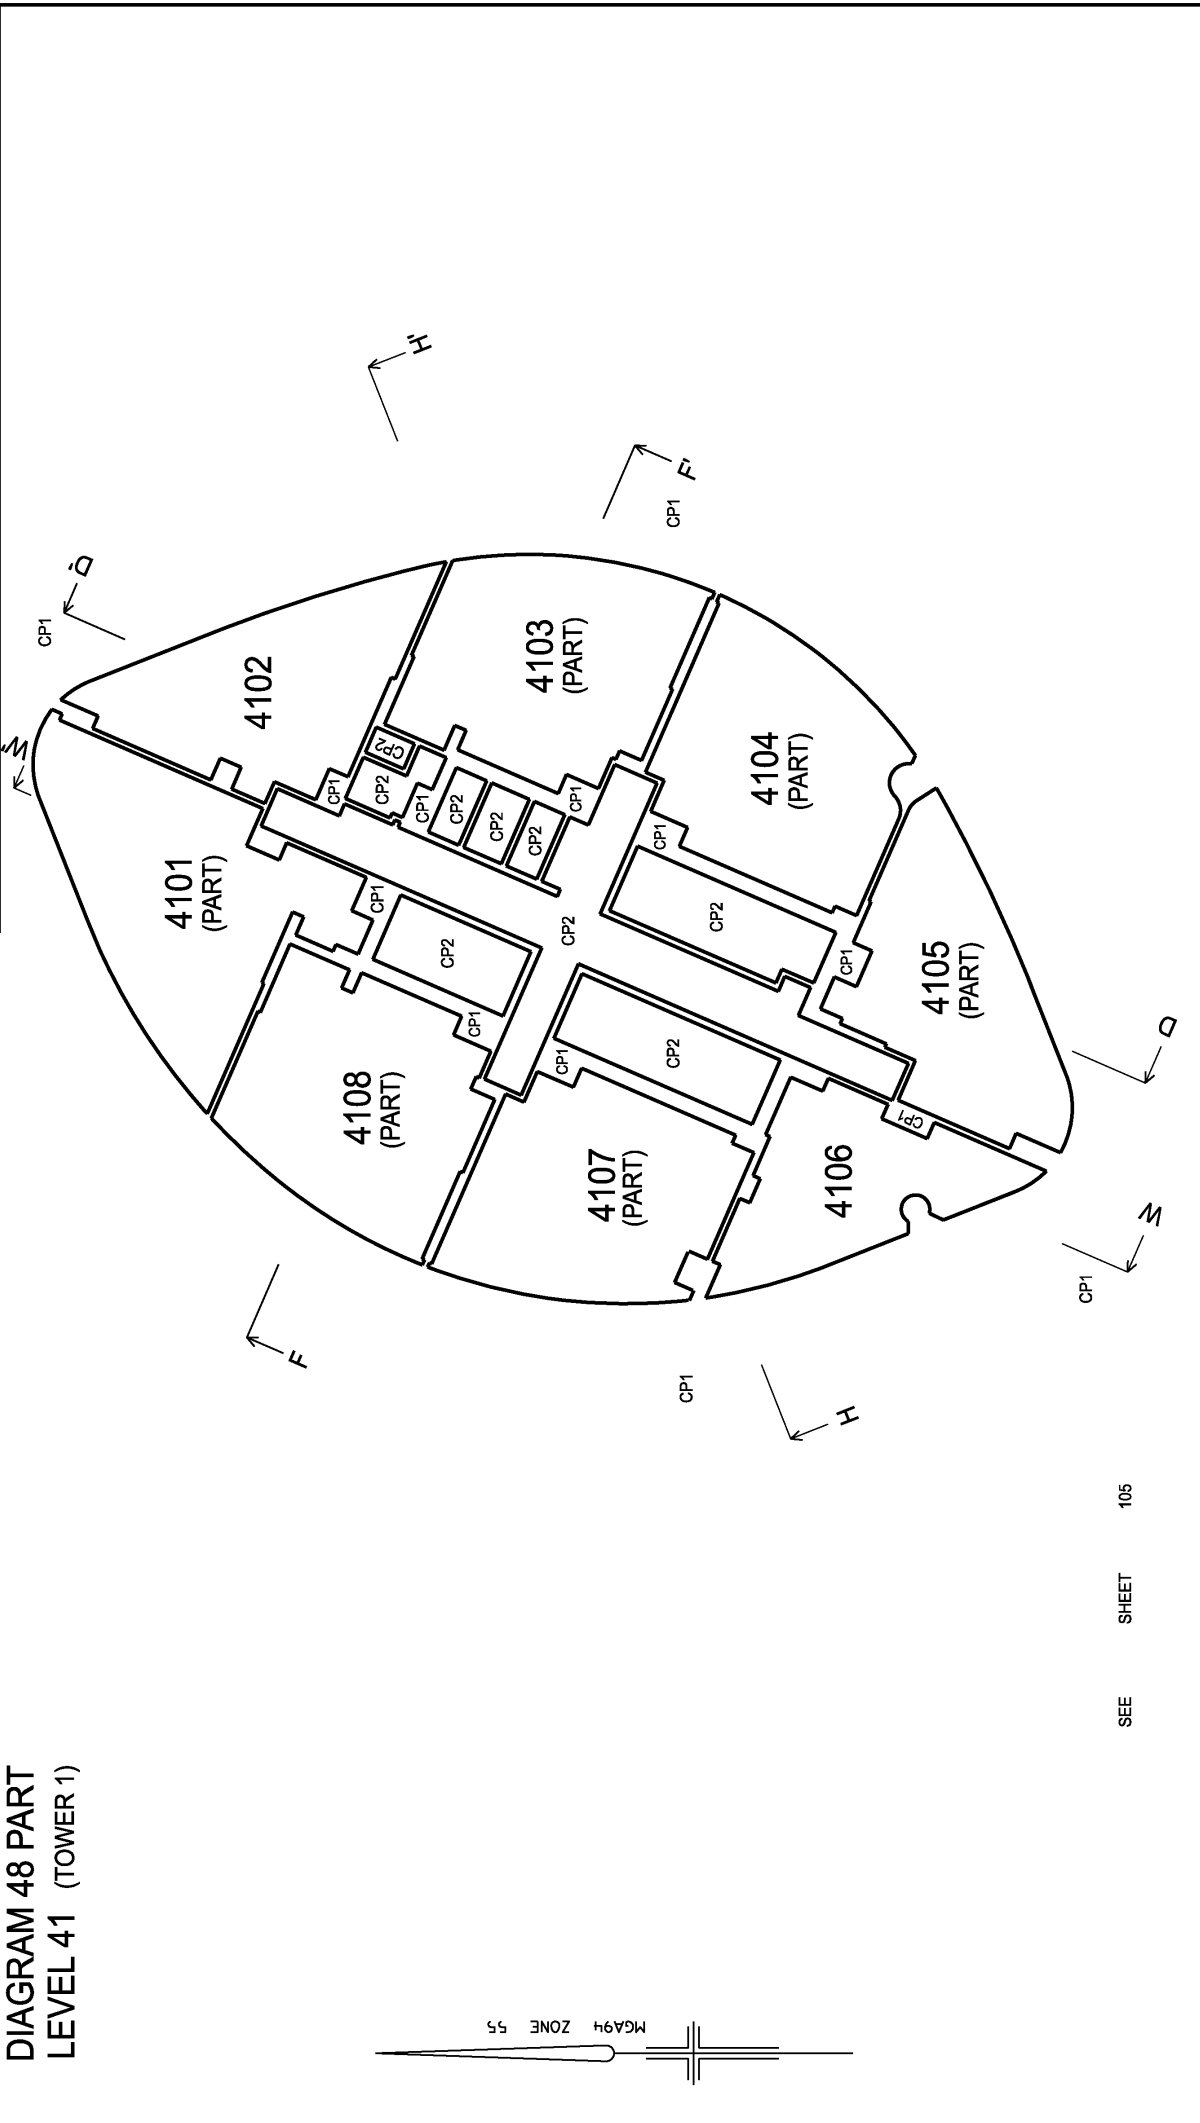 DIAGRAM 48 PART
LEVEL 41 (TOWER 1)
MGA94 ZONE 55
SEE SHEET 105
W'
D'
CP1
H'
F'
CP1
4101
(PART)
4102
4103
(PART)
4104
(PART)
4105
(PART)
4106
4107
(PART)
4108
(PART)
CP1
CP2
CP2
CP1
CP2
CP2
CP2
CP1
CP1
CP2
CP2
CP1
CP1
CP2
CP1
CP1
CP2
CP1
F
H
CP1
CP1
W
D